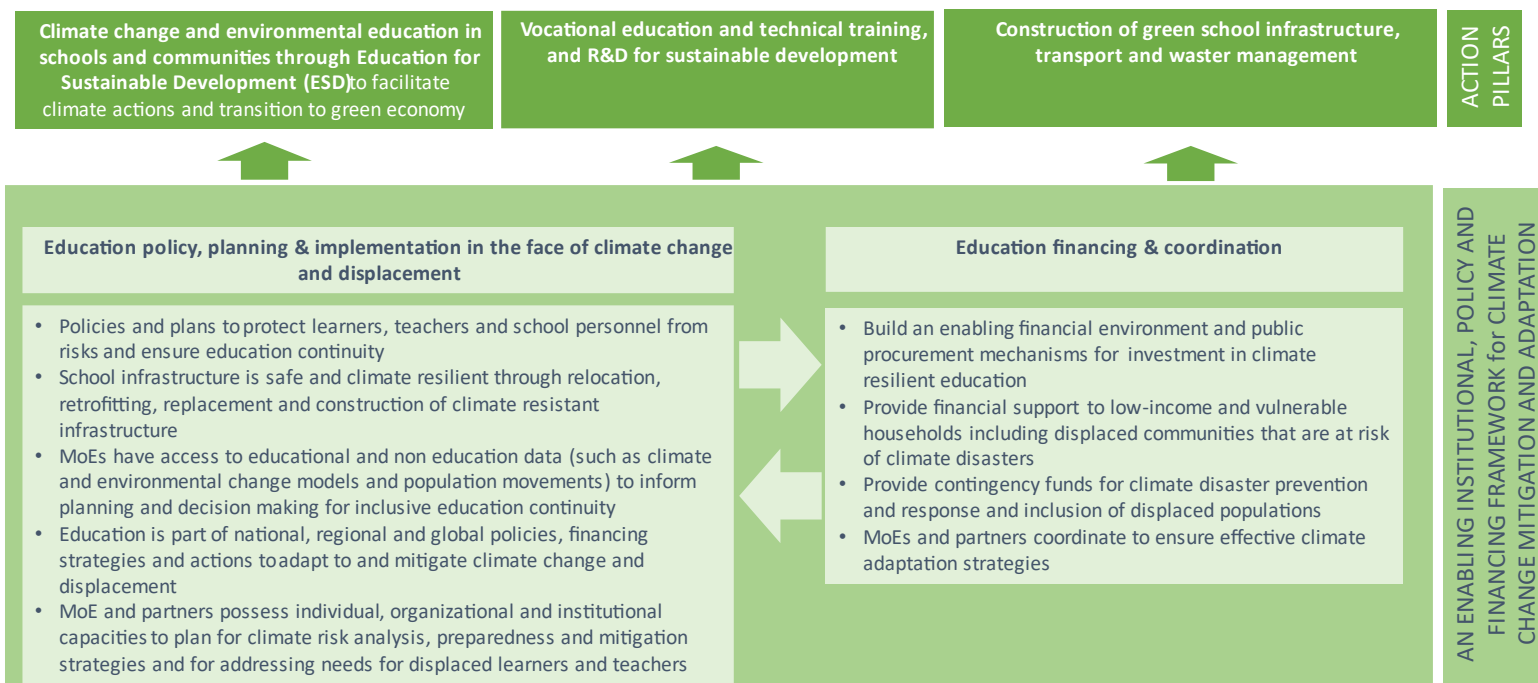 Climate change and environmental education in
schools and communities through Education for
Sustainable Development (ESD)to facilitate
climate actions and transition to green economy
Vocational education and technical training,
and R&D for sustainable development
Construction of green school infrastructure,
transport and waster management
ACTION
PILLARS
Education policy, planning & implementation in the face of climate change
and displacement
• Policies and plans to protect learners, teachers and school personnel from
risks and ensure education continuity
• School infrastructure is safe and climate resilient through relocation,
retrofitting, replacement and construction of climate resistant
infrastructure
• MoEs have access to educational and non education data (such as climate
and environmental change models and population movements) to inform
planning and decision making for inclusive education continuity
• Education is part of national, regional and global policies, financing
strategies and actions to adapt to and mitigate climate change and
displacement
• MoE and partners possess individual, organizational and institutional
capacities to plan for climate risk analysis, preparedness and mitigation
strategies and for addressing needs for displaced learners and teachers
Education financing & coordination
• Build an enabling financial environment and public
procurement mechanisms for investment in climate
resilient education
• Provide financial support to low-income and vulnerable
households including displaced communities that are at risk
of climate disasters
• Provide contingency funds for climate disaster prevention
and response and inclusion of displaced populations
• MoEs and partners coordinate to ensure effective climate
adaptation strategies
AN ENABLING INSTITUTIONAL, POLICY AND
FINANCING FRAMEWORK for CLIMATE
CHANGE MITIGATION AND ADAPTATION